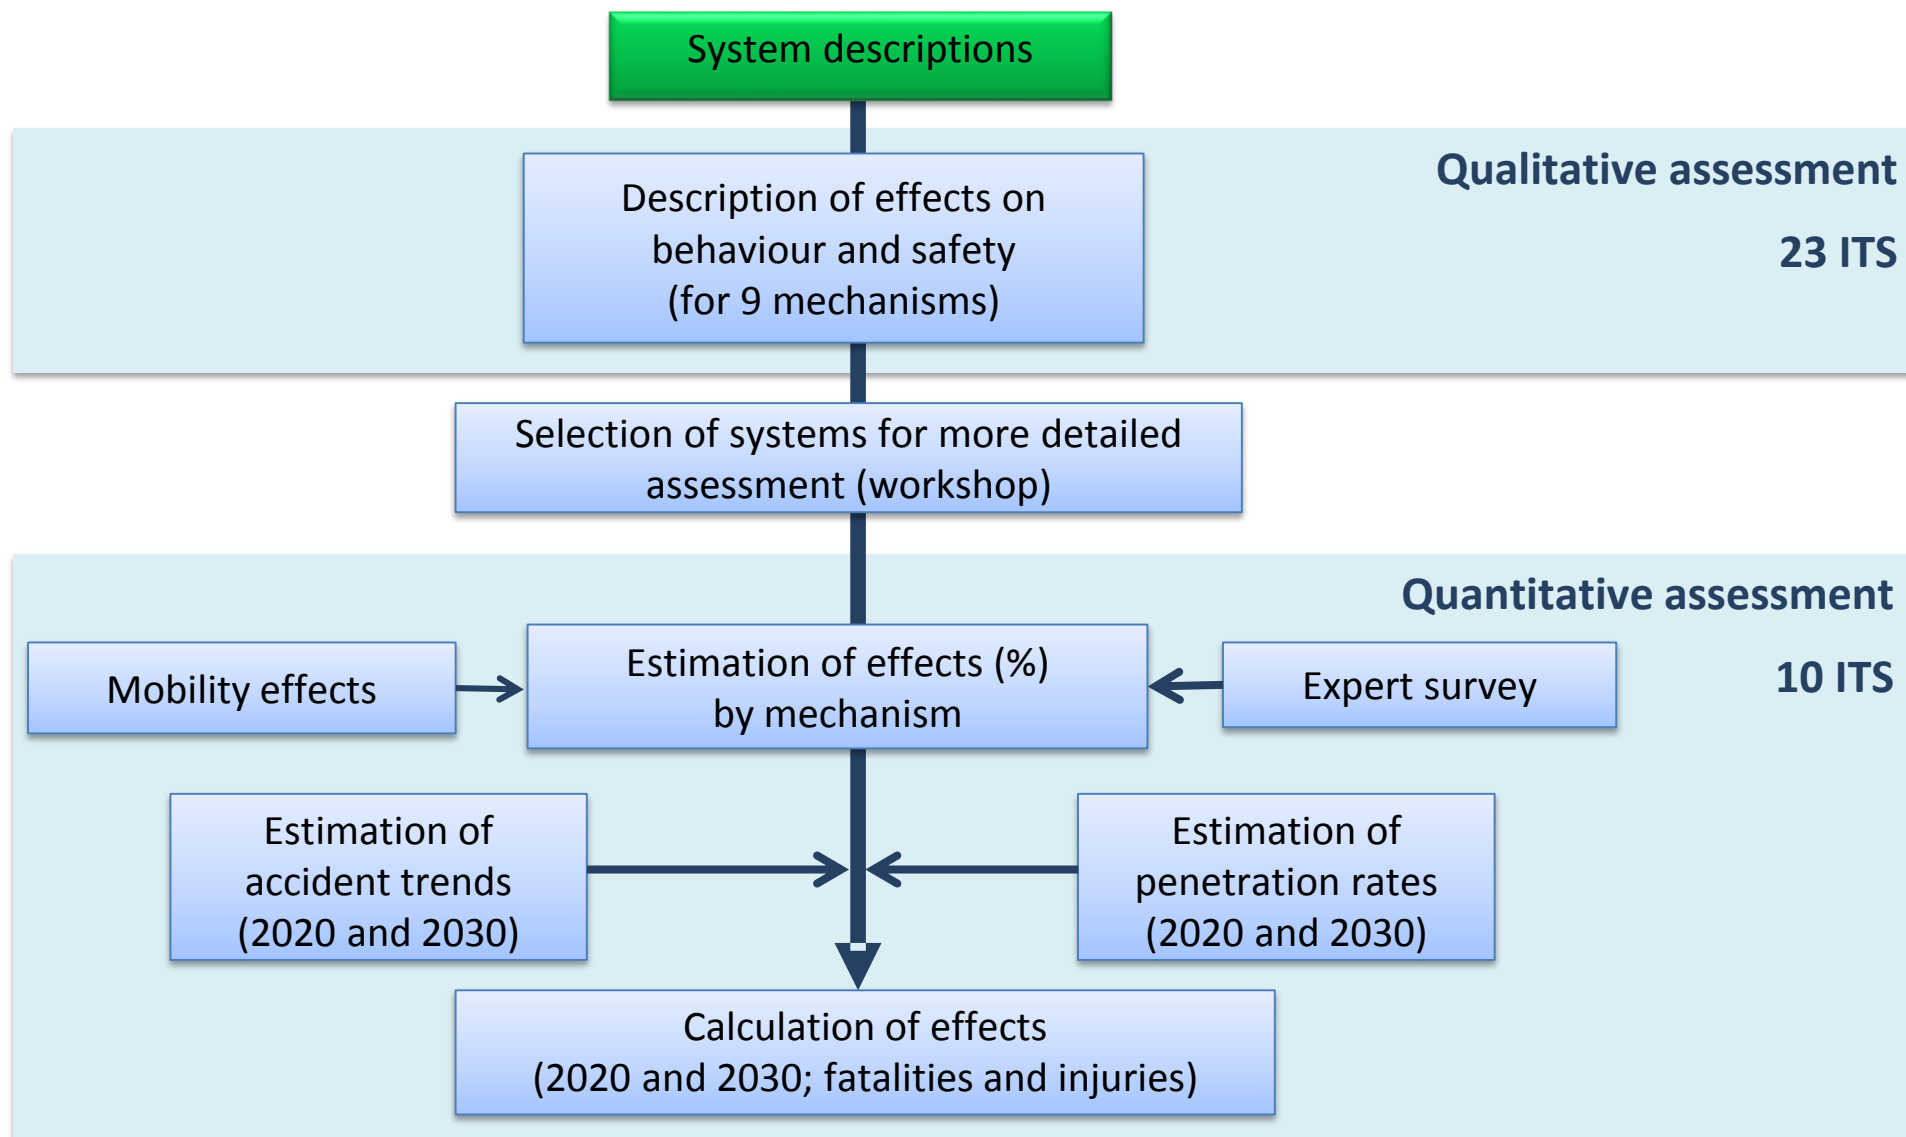 System descriptions
Qualitative assessment
23 ITS
Description of effects on
behaviour and safety
(for 9 mechanisms)
Selection of systems for more detailed
assessment (workshop)
Quantitative assessment
10 ITS
Mobility effects
Estimation of effects (%)
by mechanism
Expert survey
Estimation of
accident trends
(2020 and 2030)
Estimation of
penetration rates
(2020 and 2030)
Calculation of effects
(2020 and 2030; fatalities and injuries)